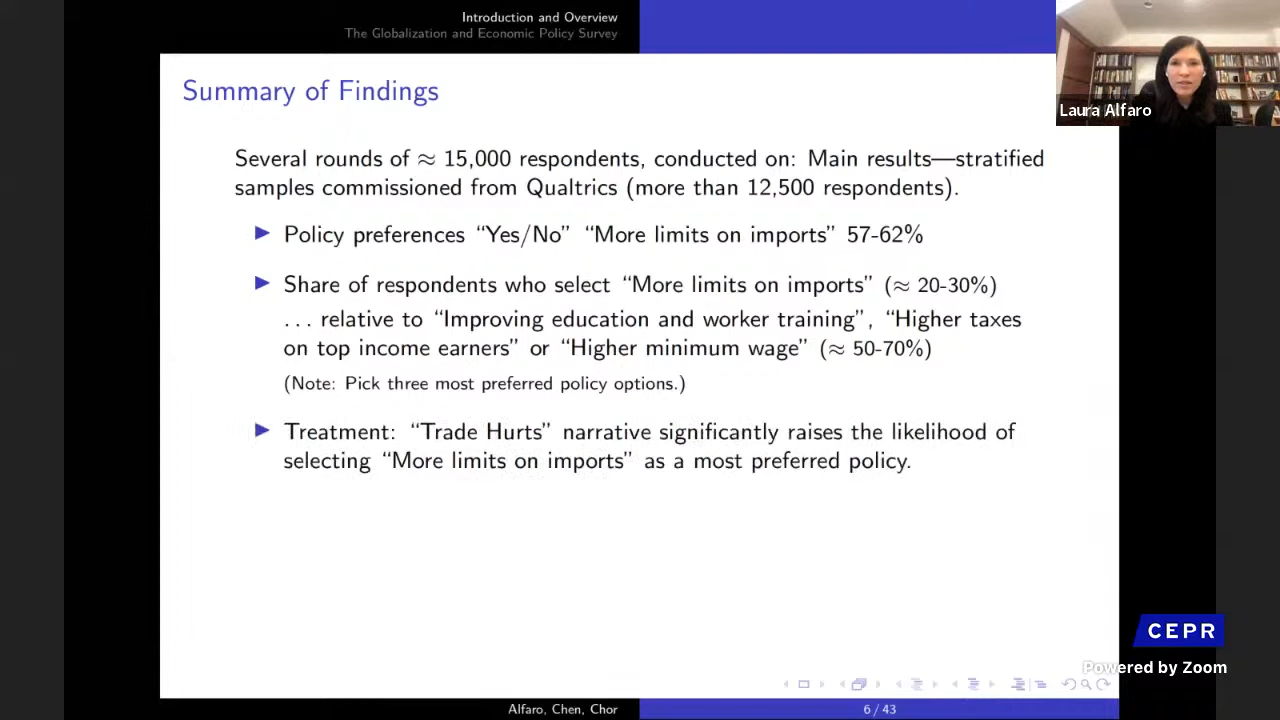 Introduction and Overview
The Globalization and Economic Policy Survey
Laura Alfaro
Summary of Findings
Several rounds of ≈ 15,000 respondents, conducted on: Main results—stratified
samples commissioned from Qualtrics (more than 12,500 respondents).
▶ Policy preferences “Yes/No” “More limits on imports” 57-62%
▶ Share of respondents who select “More limits on imports” (≈ 20-30%)
... relative to “Improving education and worker training”, “Higher taxes
on top income earners” or “Higher minimum wage” (≈ 50-70%)
(Note: Pick three most preferred policy options.)
▶ Treatment: “Trade Hurts” narrative significantly raises the likelihood of
selecting “More limits on imports” as a most preferred policy.
CEPR
Powered by Zoom
Alfaro, Chen, Chor
6 / 43